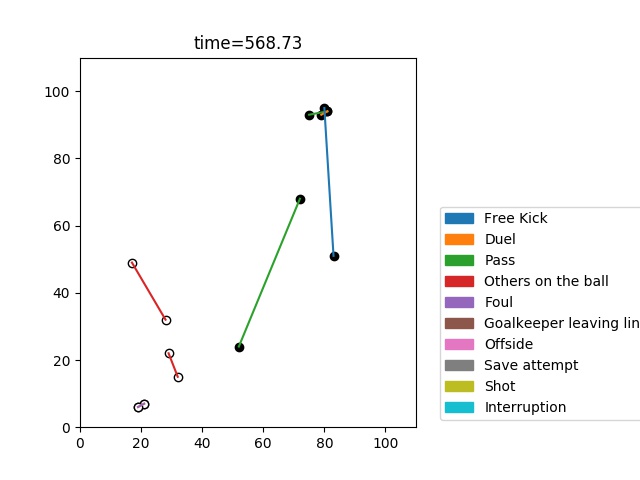 time=568.73
100
80
60
40
20
0
0 20 40 60 80 100
Free Kick
Duel
Pass
Others on the ball
Foul
Goalkeeper leaving lin
Offside
Save attempt
Shot
Interruption